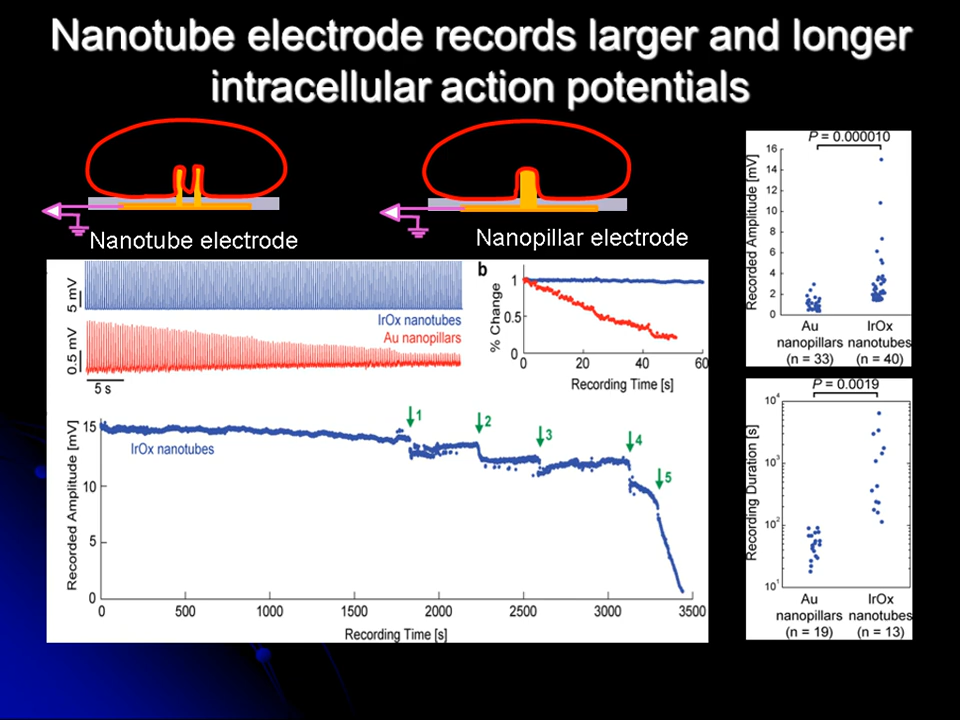 Nanotube electrode records larger and longer
intracellular action potentials
Nanotube electrode
Nanopillar electrode
5 mV
IrOx nanotubes
Au nanopillars
0.5 mV
5 s
b
% Change
1
0.5
0
0 20 40 60
Recording Time [s]
Recorded Amplitude [mV]
15
10
5
0
IrOx nanotubes
1
2
3
4
5
0 500 1000 1500 2000 2500 3000 3500
Recording Time [s]
P = 0.000010
Recorded Amplitude [mV]
16
14
12
10
8
6
4
2
0
Au IrOx
nanopillars nanotubes
(n = 33) (n = 40)
P = 0.0019
Recording Duration [s]
10⁴
10³
10²
10¹
Au IrOx
nanopillars nanotubes
(n = 19) (n = 13)